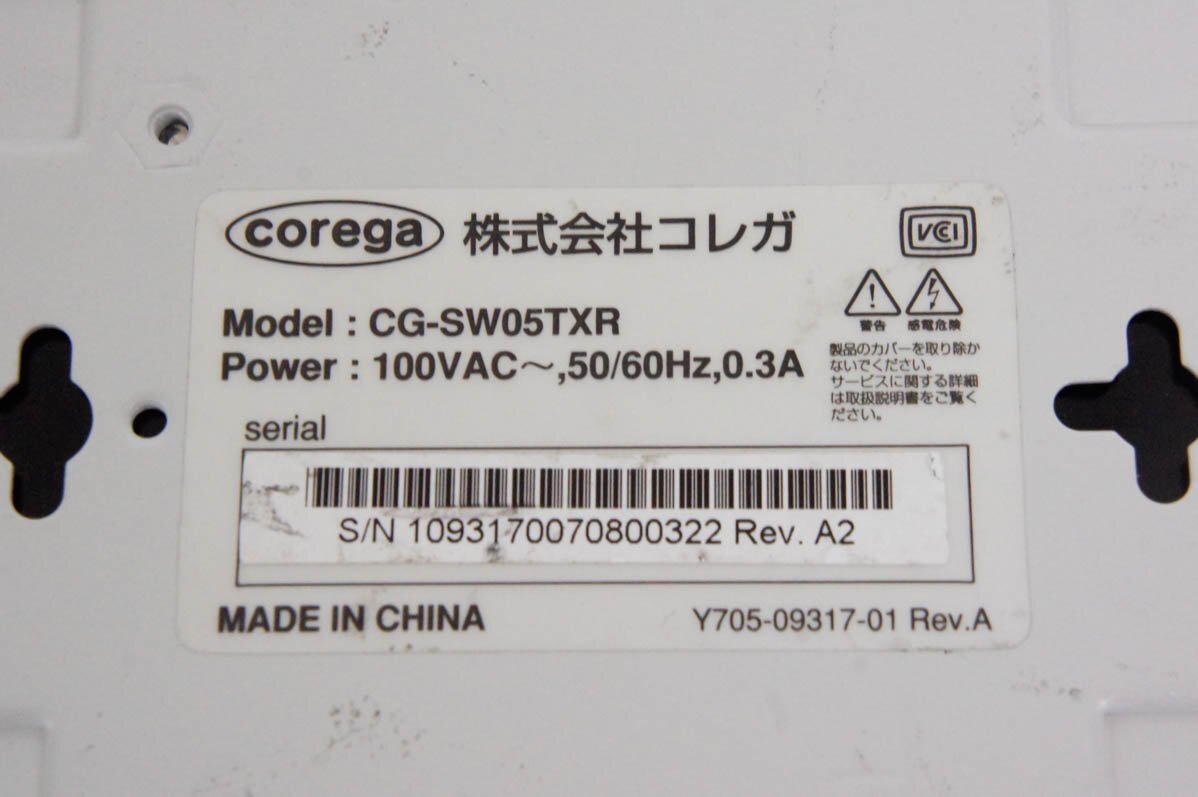 corega 株式会社コレガ
VCCI
Model : CG-SW05TXR
Power : 100VAC～,50/60Hz,0.3A
警告 感電危険
製品のカバーを取り除か
ないでください。
サービスに関する詳細
は取扱説明書をご覧く
ださい。
serial
S/N 1093170070800322 Rev. A2
MADE IN CHINA
Y705-09317-01 Rev.A